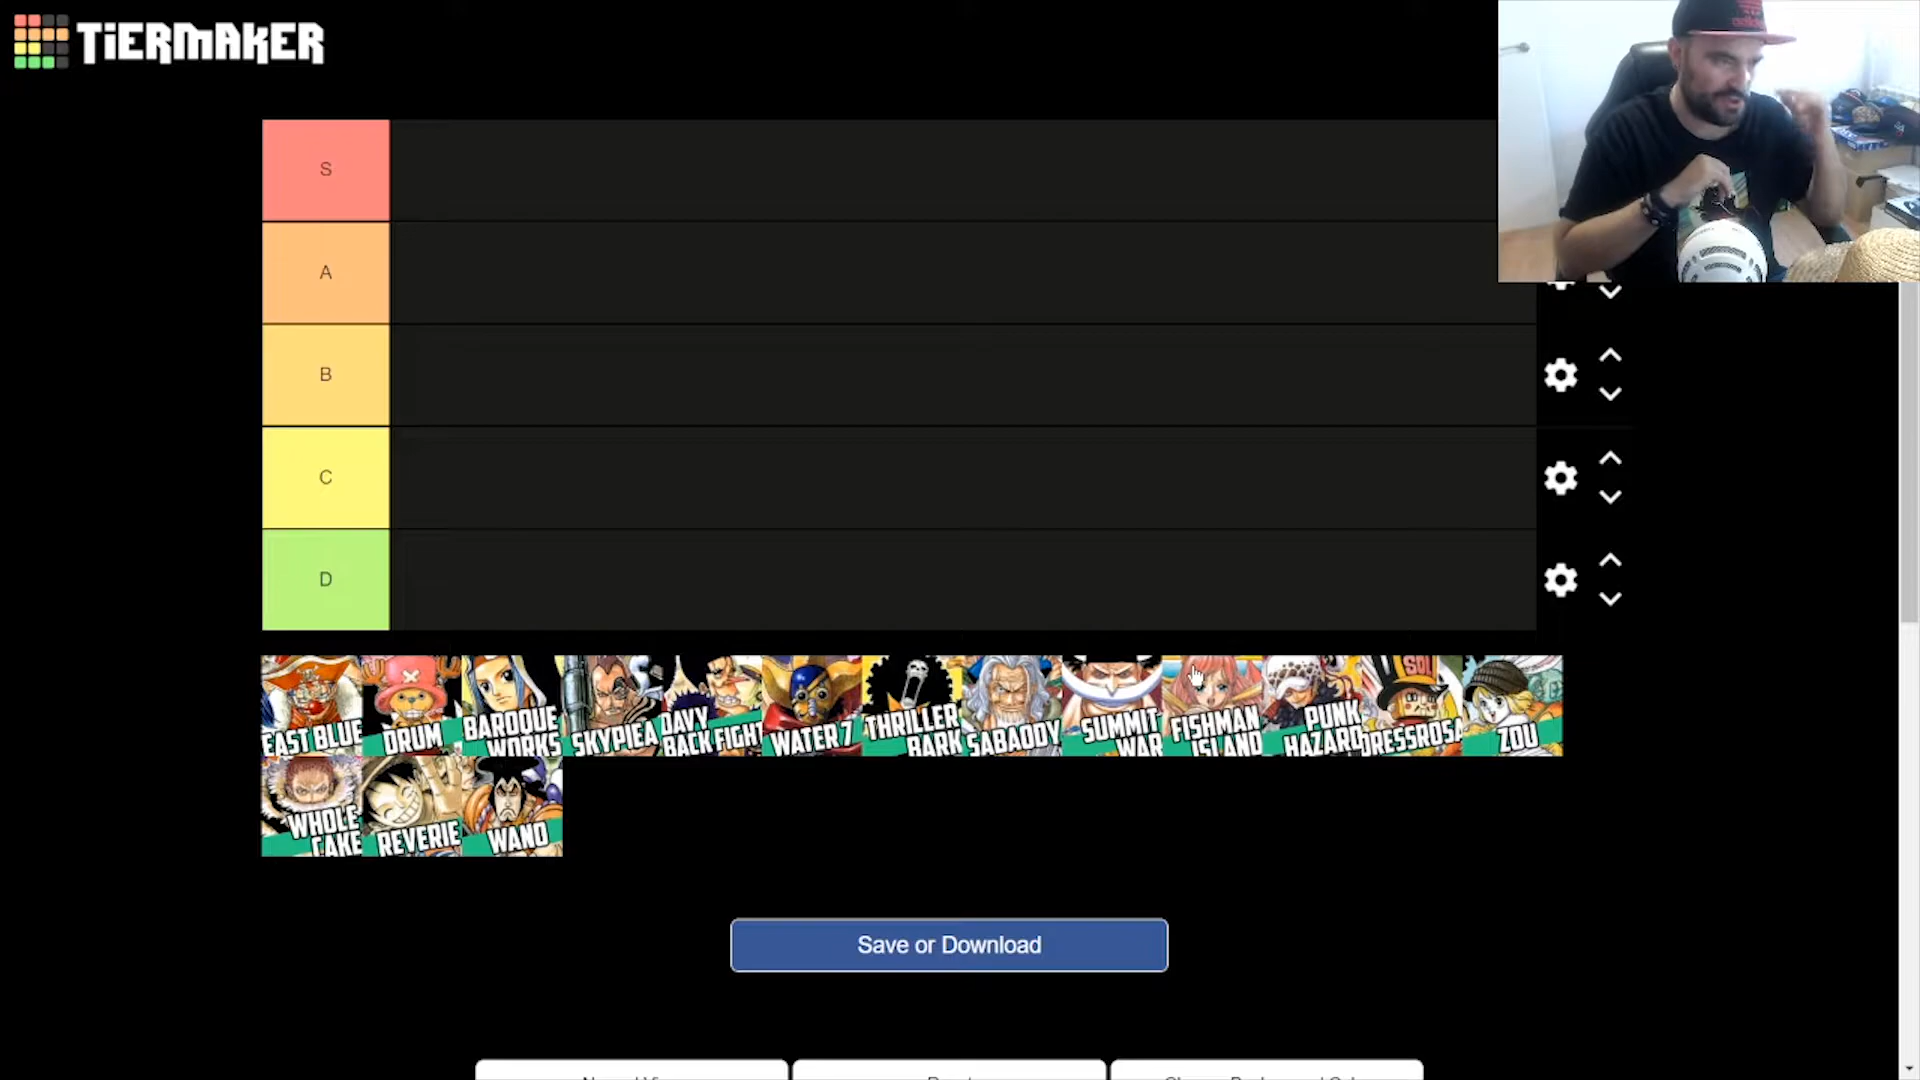 TiERMAKER
S
A
B
C
D
EAST BLUE
DRUM
BAROQUE
WORKS
SKYPIEA
DAVY
BACK FIGH
WATER 7
THRILLER
BARK
SABAODY
SUMMIT
WAR
FISHMAN
ISLAND
PUNK
HAZARD
DRESSROSA
ZOU
WHOLE
CAKE
REVERIE
WANO
Save or Download